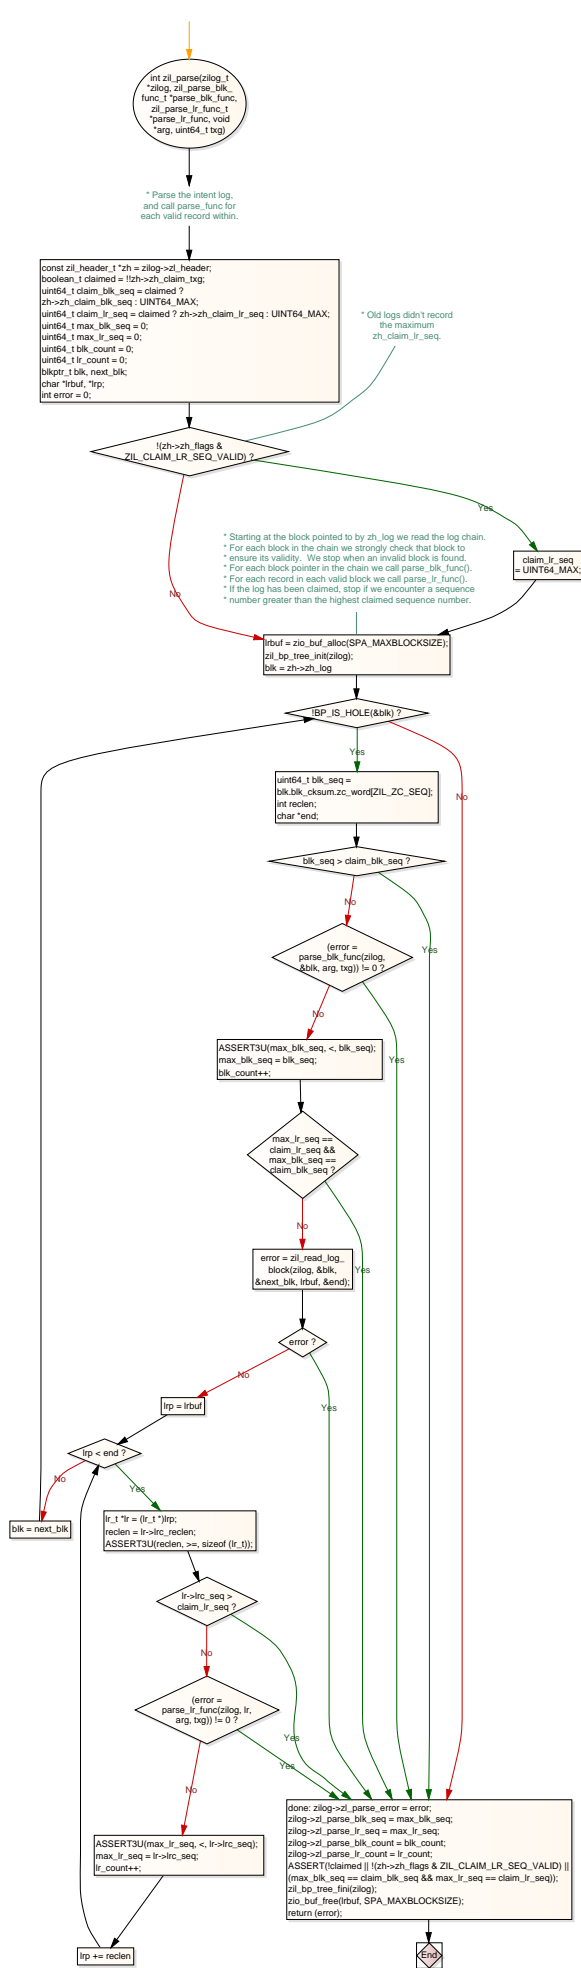 int zil_parse(zilog_t
*zilog, zil_parse_blk_
func_t *parse_blk_func,
zil_parse_lr_func_t
*parse_lr_func, void
*arg, uint64_t txg)
* Parse the intent log,
and call parse_func for
each valid record within.
const zil_header_t *zh = zilog->zl_header;
boolean_t claimed = !!zh->zh_claim_txg;
uint64_t claim_blk_seq = claimed ?
zh->zh_claim_blk_seq : UINT64_MAX;
uint64_t claim_lr_seq = claimed ? zh->zh_claim_lr_seq : UINT64_MAX;
uint64_t max_blk_seq = 0;
uint64_t max_lr_seq = 0;
uint64_t blk_count = 0;
uint64_t lr_count = 0;
blkptr_t blk, next_blk;
char *lrbuf, *lrp;
int error = 0;
* Old logs didn't record
the maximum
zh_claim_lr_seq.
!(zh->zh_flags &
ZIL_CLAIM_LR_SEQ_VALID) ?
Yes
* Starting at the block pointed to by zh_log we read the log chain.
* For each block in the chain we strongly check that block to
* ensure its validity.  We stop when an invalid block is found.
* For each block pointer in the chain we call parse_blk_func().
* For each record in each valid block we call parse_lr_func().
* If the log has been claimed, stop if we encounter a sequence
* number greater than the highest claimed sequence number.
claim_lr_seq
= UINT64_MAX;
No
lrbuf = zio_buf_alloc(SPA_MAXBLOCKSIZE);
zil_bp_tree_init(zilog);
blk = zh->zh_log
!BP_IS_HOLE(&blk) ?
Yes
No
uint64_t blk_seq =
blk.blk_cksum.zc_word[ZIL_ZC_SEQ];
int reclen;
char *end;
blk_seq > claim_blk_seq ?
No
Yes
(error =
parse_blk_func(zilog,
&blk, arg, txg)) != 0 ?
No
Yes
ASSERT3U(max_blk_seq, <, blk_seq);
max_blk_seq = blk_seq;
blk_count++;
max_lr_seq ==
claim_lr_seq &&
max_blk_seq ==
claim_blk_seq ?
No
Yes
error = zil_read_log_
block(zilog, &blk,
&next_blk, lrbuf, &end);
error ?
No
Yes
lrp = lrbuf
lrp < end ?
No
Yes
blk = next_blk
lr_t *lr = (lr_t *)lrp;
reclen = lr->lrc_reclen;
ASSERT3U(reclen, >=, sizeof (lr_t));
lr->lrc_seq >
claim_lr_seq ?
No
Yes
(error =
parse_lr_func(zilog, lr,
arg, txg)) != 0 ?
Yes
No
ASSERT3U(max_lr_seq, <, lr->lrc_seq);
max_lr_seq = lr->lrc_seq;
lr_count++;
lrp += reclen
done: zilog->zl_parse_error = error;
zilog->zl_parse_blk_seq = max_blk_seq;
zilog->zl_parse_lr_seq = max_lr_seq;
zilog->zl_parse_blk_count = blk_count;
zilog->zl_parse_lr_count = lr_count;
ASSERT(!claimed || !(zh->zh_flags & ZIL_CLAIM_LR_SEQ_VALID) ||
(max_blk_seq == claim_blk_seq && max_lr_seq == claim_lr_seq));
zil_bp_tree_fini(zilog);
zio_buf_free(lrbuf, SPA_MAXBLOCKSIZE);
return (error);
End